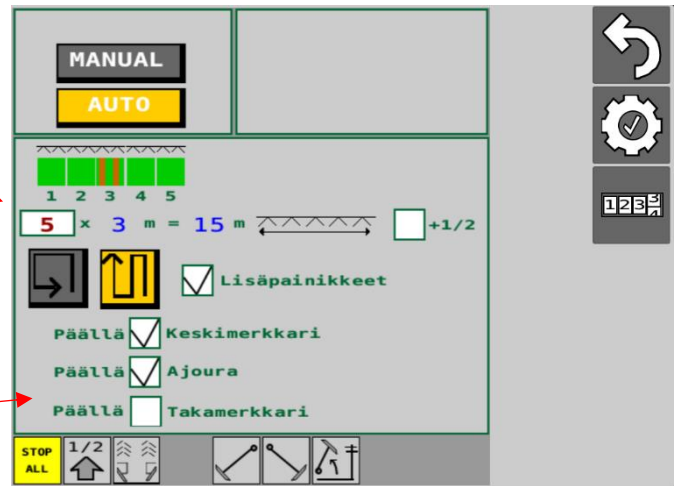 MANUAL
AUTO
1 2 3 4 5
5 x 3 m = 15 m +1/2
Lisäpainikkeet
Päällä Keskimerkkari
Päällä Ajoura
Päällä Takamerkkari
STOP
ALL
1/2
123